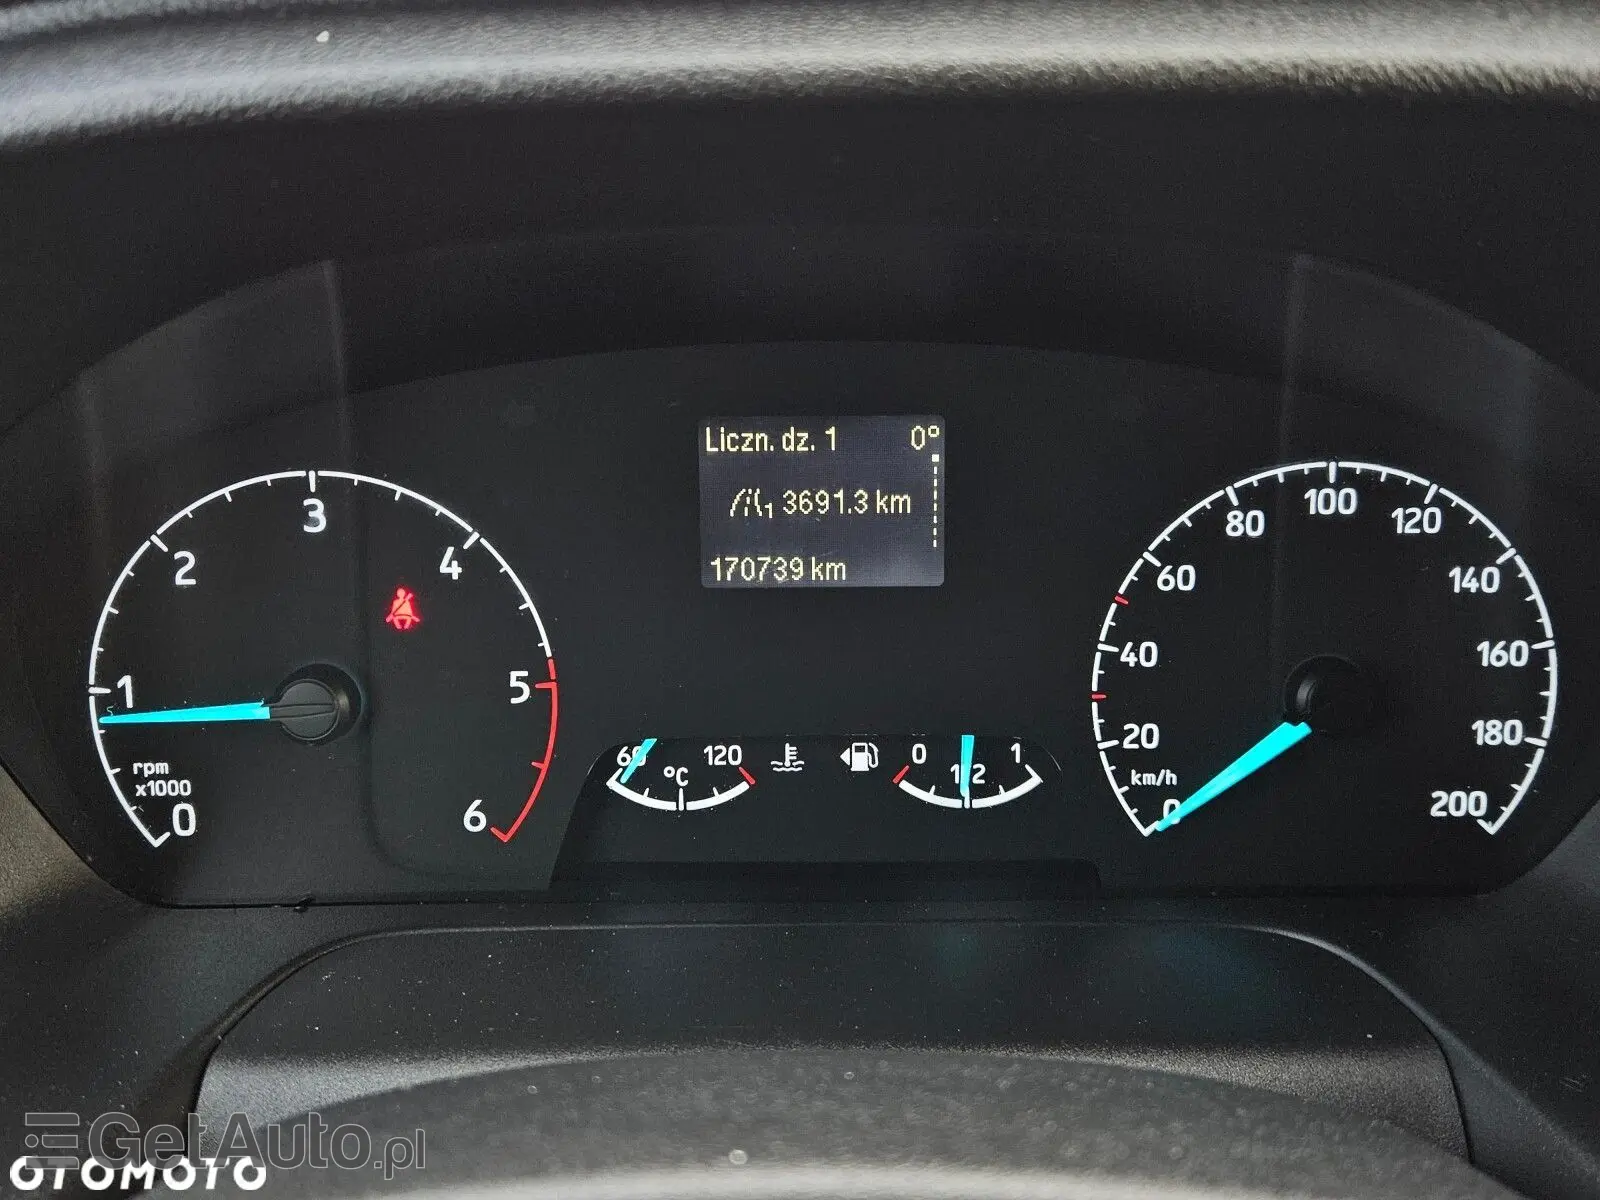 Liczn. dz. 1 0°
1 3691.3 km
170739 km
0 1 2 3 4 5 6
rpm
x1000
60 120
°C
0 1/2 1
0 20 40 60 80 100 120 140 160 180 200
km/h
GetAuto.pl
OTOMOTO